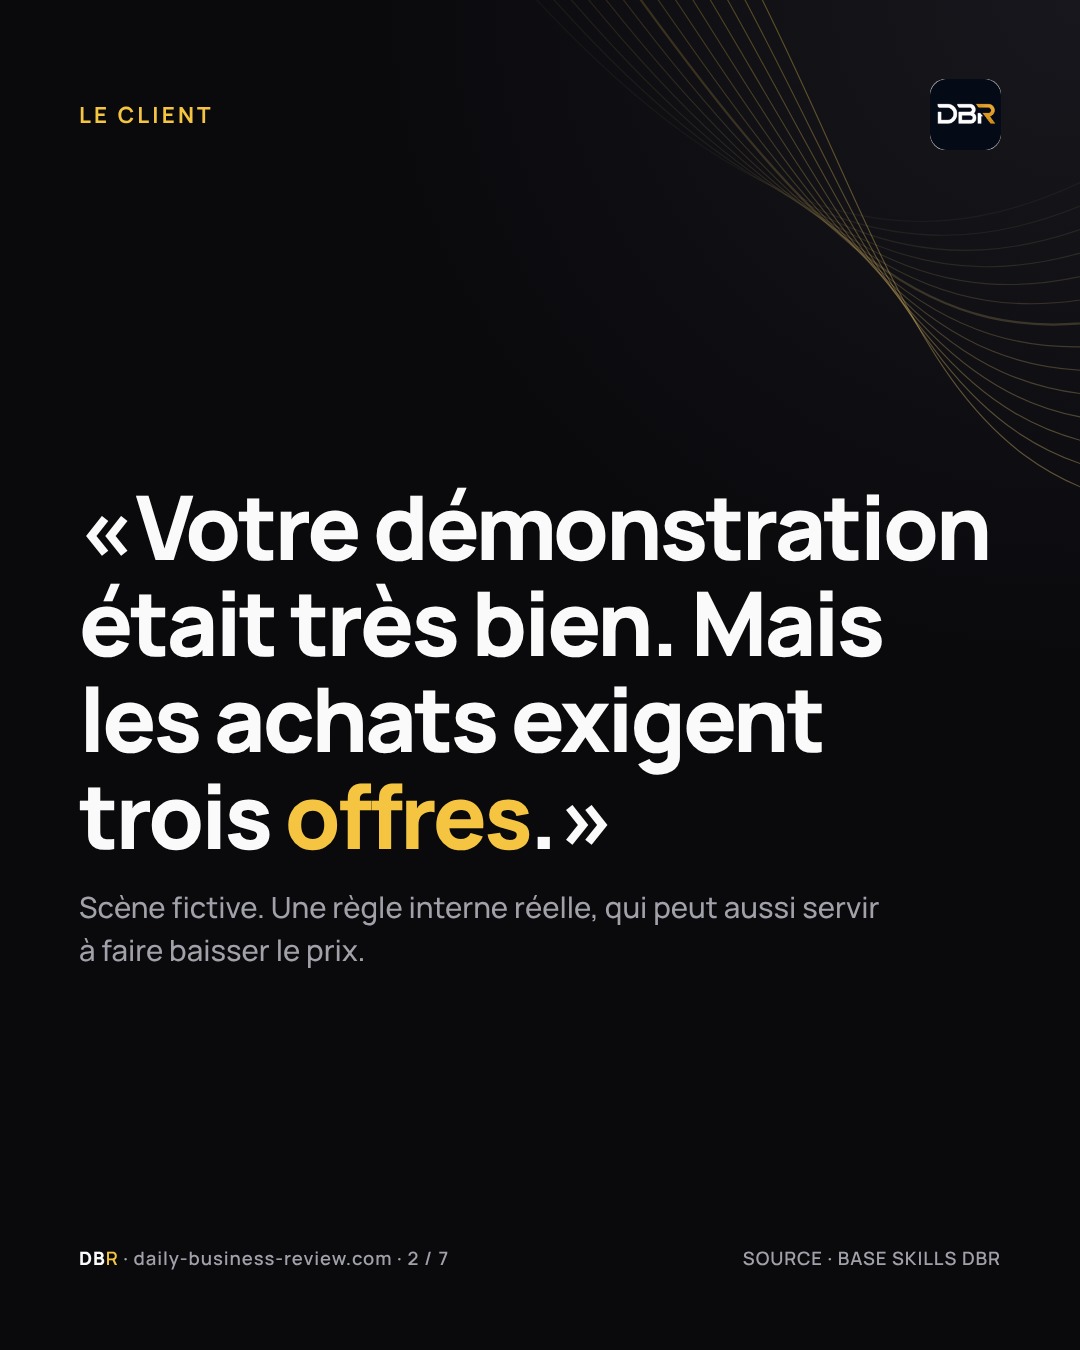 LE CLIENT
DBR
« Votre démonstration
était très bien. Mais
les achats exigent
trois offres. »
Scène fictive. Une règle interne réelle, qui peut aussi servir
à faire baisser le prix.
DBR · daily-business-review.com · 2 / 7
SOURCE · BASE SKILLS DBR